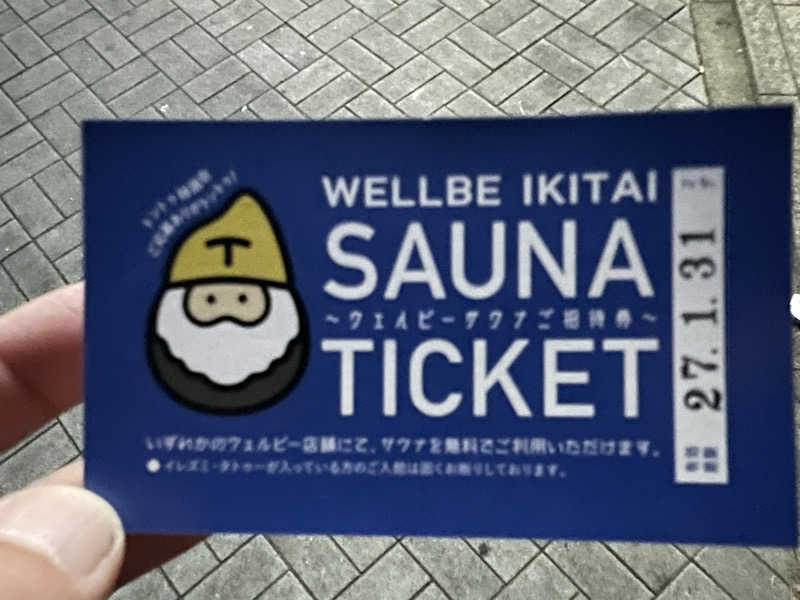 T
WELLBE IKITAI
SAUNA
~ウェルビーサウナご招待券~
TICKET
いずれかのウェルビー店舗にて、サウナを無料でご利用いただけます。
●イレズミ・タトゥーが入っている方のご入館は固くお断りしております。
有効期限
27.1.31